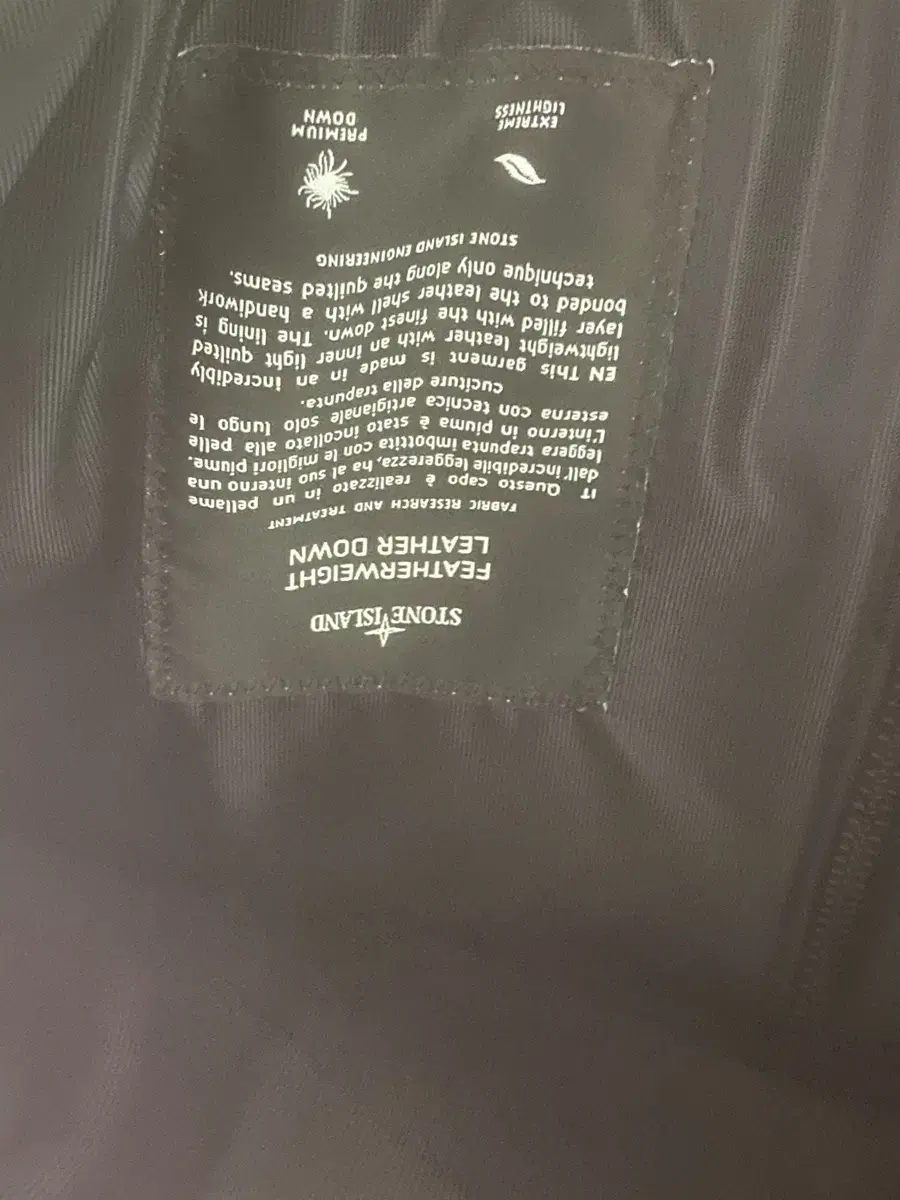 STONE ISLAND
FEATHERWEIGHT
LEATHER DOWN
FABRIC RESEARCH AND TREATMENT
IT Questo capo è realizzato in un pellame
dall'incredibile leggerezza, ha al suo interno una
leggera trapunta imbottita con le migliori piume.
L'interno in piuma è stato incollato alla pelle
esterna con tecnica artigianale solo lungo le
cuciture della trapunta.
EN This garment is made in an incredibly
lightweight leather with an inner light quilted
layer filled with the finest down. The lining is
bonded to the leather shell with a handiwork
technique only along the quilted seams.
STONE ISLAND ENGINEERING
EXTREME
LIGHTNESS
PREMIUM
DOWN